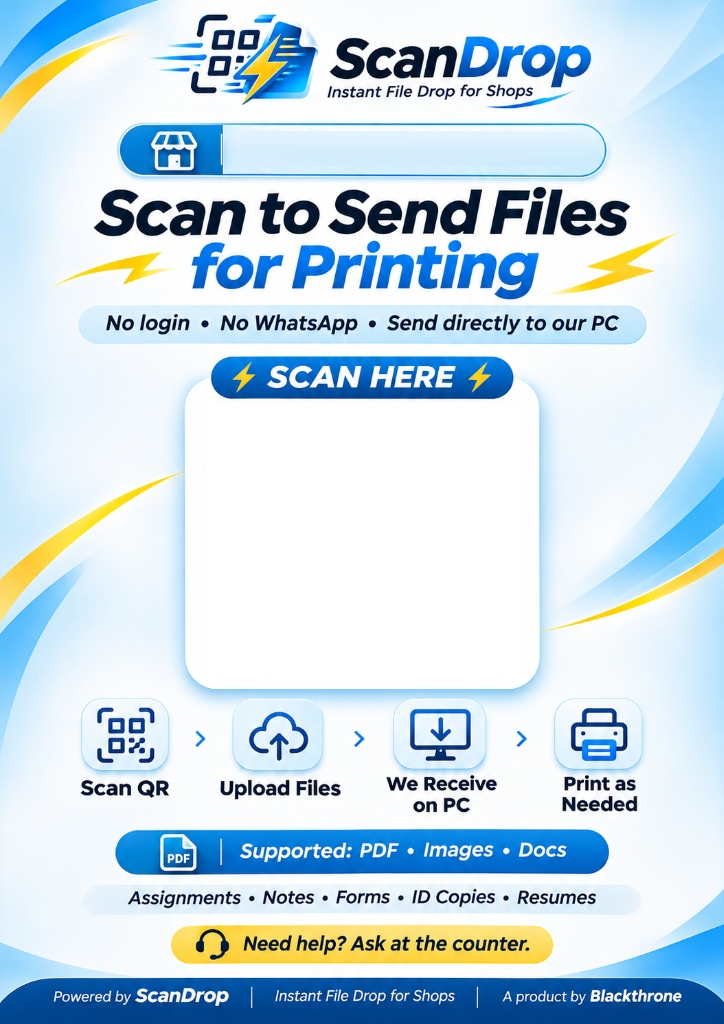 ScanDrop
Instant File Drop for Shops
Scan to Send Files
for Printing
No login • No WhatsApp • Send directly to our PC
SCAN HERE
Scan QR
Upload Files
We Receive
on PC
Print as
Needed
PDF
Supported: PDF • Images • Docs
Assignments • Notes • Forms • ID Copies • Resumes
Need help? Ask at the counter.
Powered by ScanDrop | Instant File Drop for Shops | A product by Blackthrone